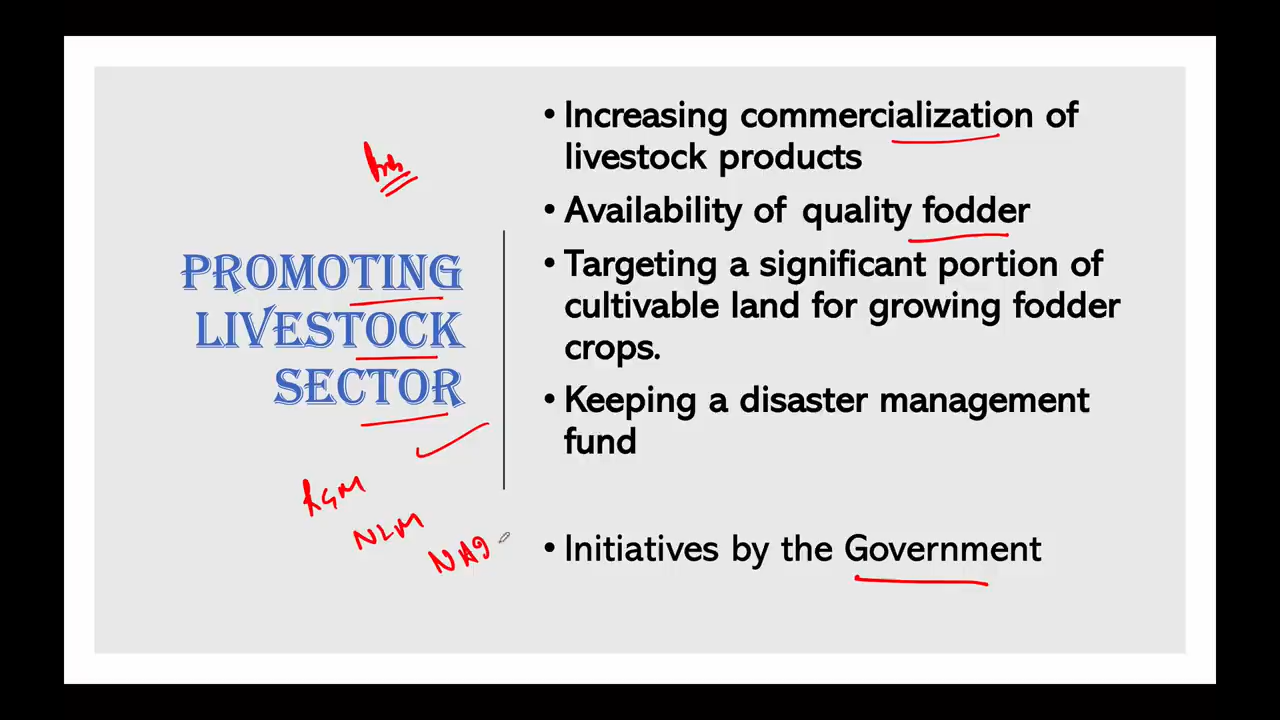 PROMOTING
LIVESTOCK
SECTOR
RGM
NLM
• Increasing commercialization of
livestock products
• Availability of quality fodder
• Targeting a significant portion of
cultivable land for growing fodder
crops.
• Keeping a disaster management
fund
• Initiatives by the Government